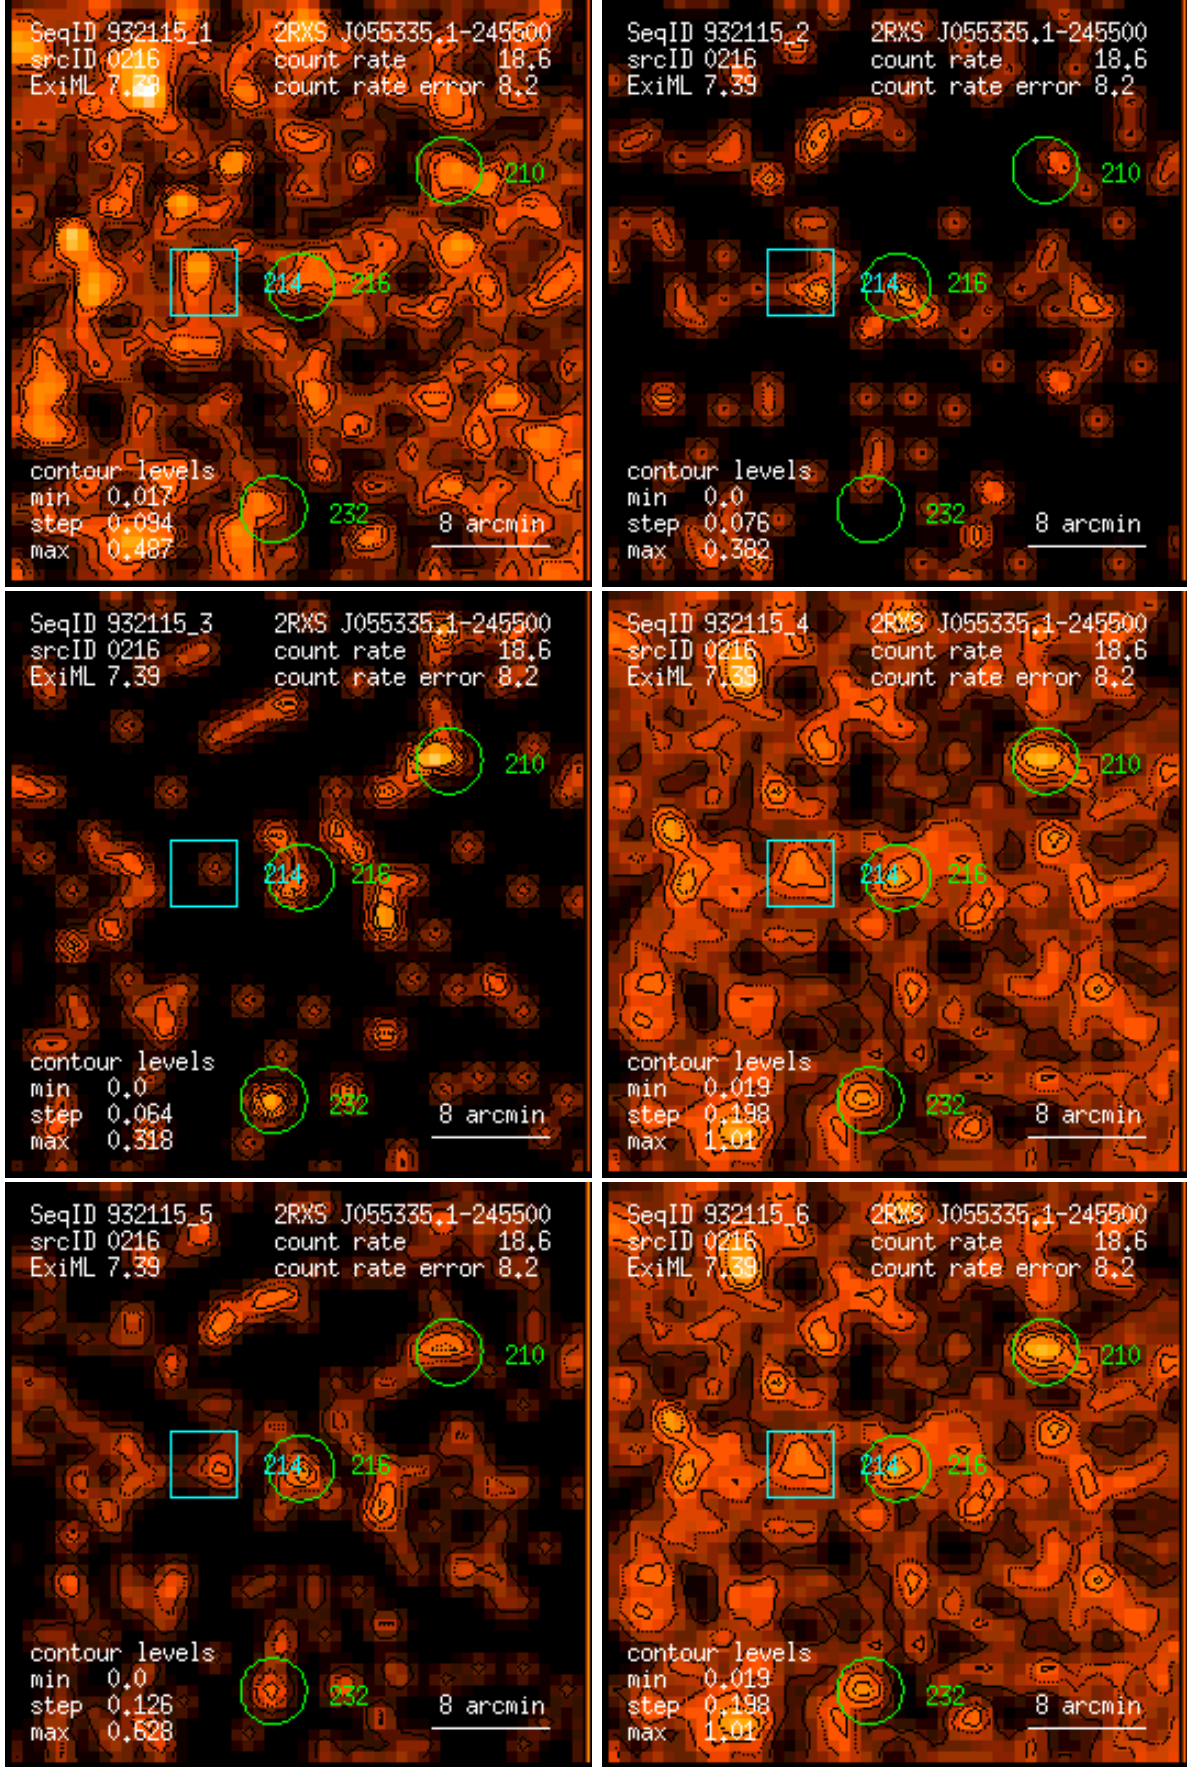 SeqID 932115_1 2RXS J055335.1-245500
srcID 0216 count rate 18.6
ExiML 7.39 count rate error 8.2
210
214 216
contour levels
min 0.017
step 0.094 232 8 arcmin
max 0.487
SeqID 932115_2 2RXS J055335.1-245500
srcID 0216 count rate 18.6
ExiML 7.39 count rate error 8.2
210
214 216
contour levels
min 0.0
step 0.076 232 8 arcmin
max 0.382
SeqID 932115_3 2RXS J055335.1-245500
srcID 0216 count rate 18.6
ExiML 7.39 count rate error 8.2
210
214 216
contour levels
min 0.0
step 0.064 232 8 arcmin
max 0.318
SeqID 932115_4 2RXS J055335.1-245500
srcID 0216 count rate 18.6
ExiML 7.39 count rate error 8.2
210
214 216
contour levels
min 0.019
step 0.198 232 8 arcmin
max 1.01
SeqID 932115_5 2RXS J055335.1-245500
srcID 0216 count rate 18.6
ExiML 7.39 count rate error 8.2
210
214 216
contour levels
min 0.0
step 0.126 232 8 arcmin
max 0.628
SeqID 932115_6 2RXS J055335.1-245500
srcID 0216 count rate 18.6
ExiML 7.39 count rate error 8.2
210
214 216
contour levels
min 0.019
step 0.198 232 8 arcmin
max 1.01